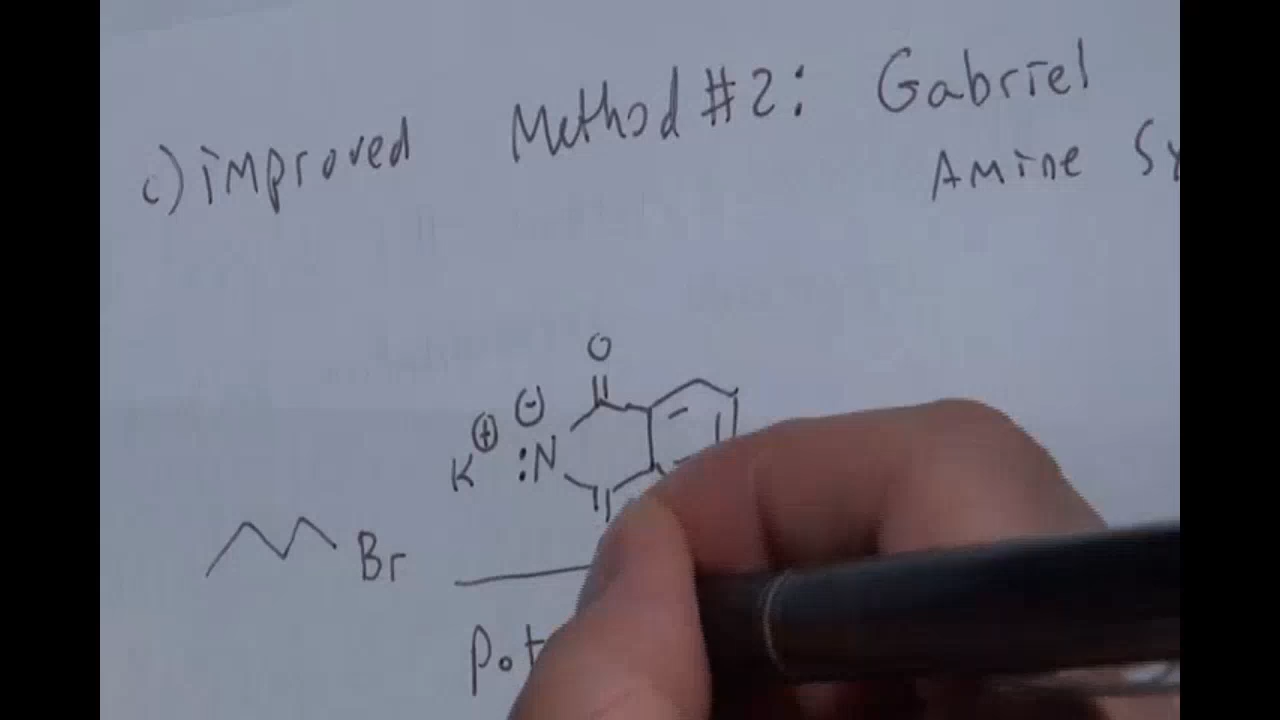 c) improved Method #2: Gabriel
Amine Sy
O
K ⊕ ⊖ :N
Br
Pot